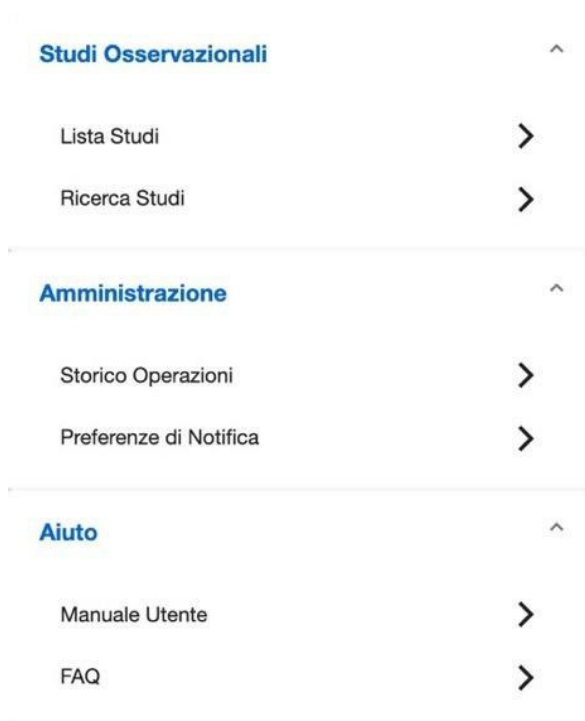 Studi Osservazionali
Lista Studi
Ricerca Studi
Amministrazione
Storico Operazioni
Preferenze di Notifica
Aiuto
Manuale Utente
FAQ